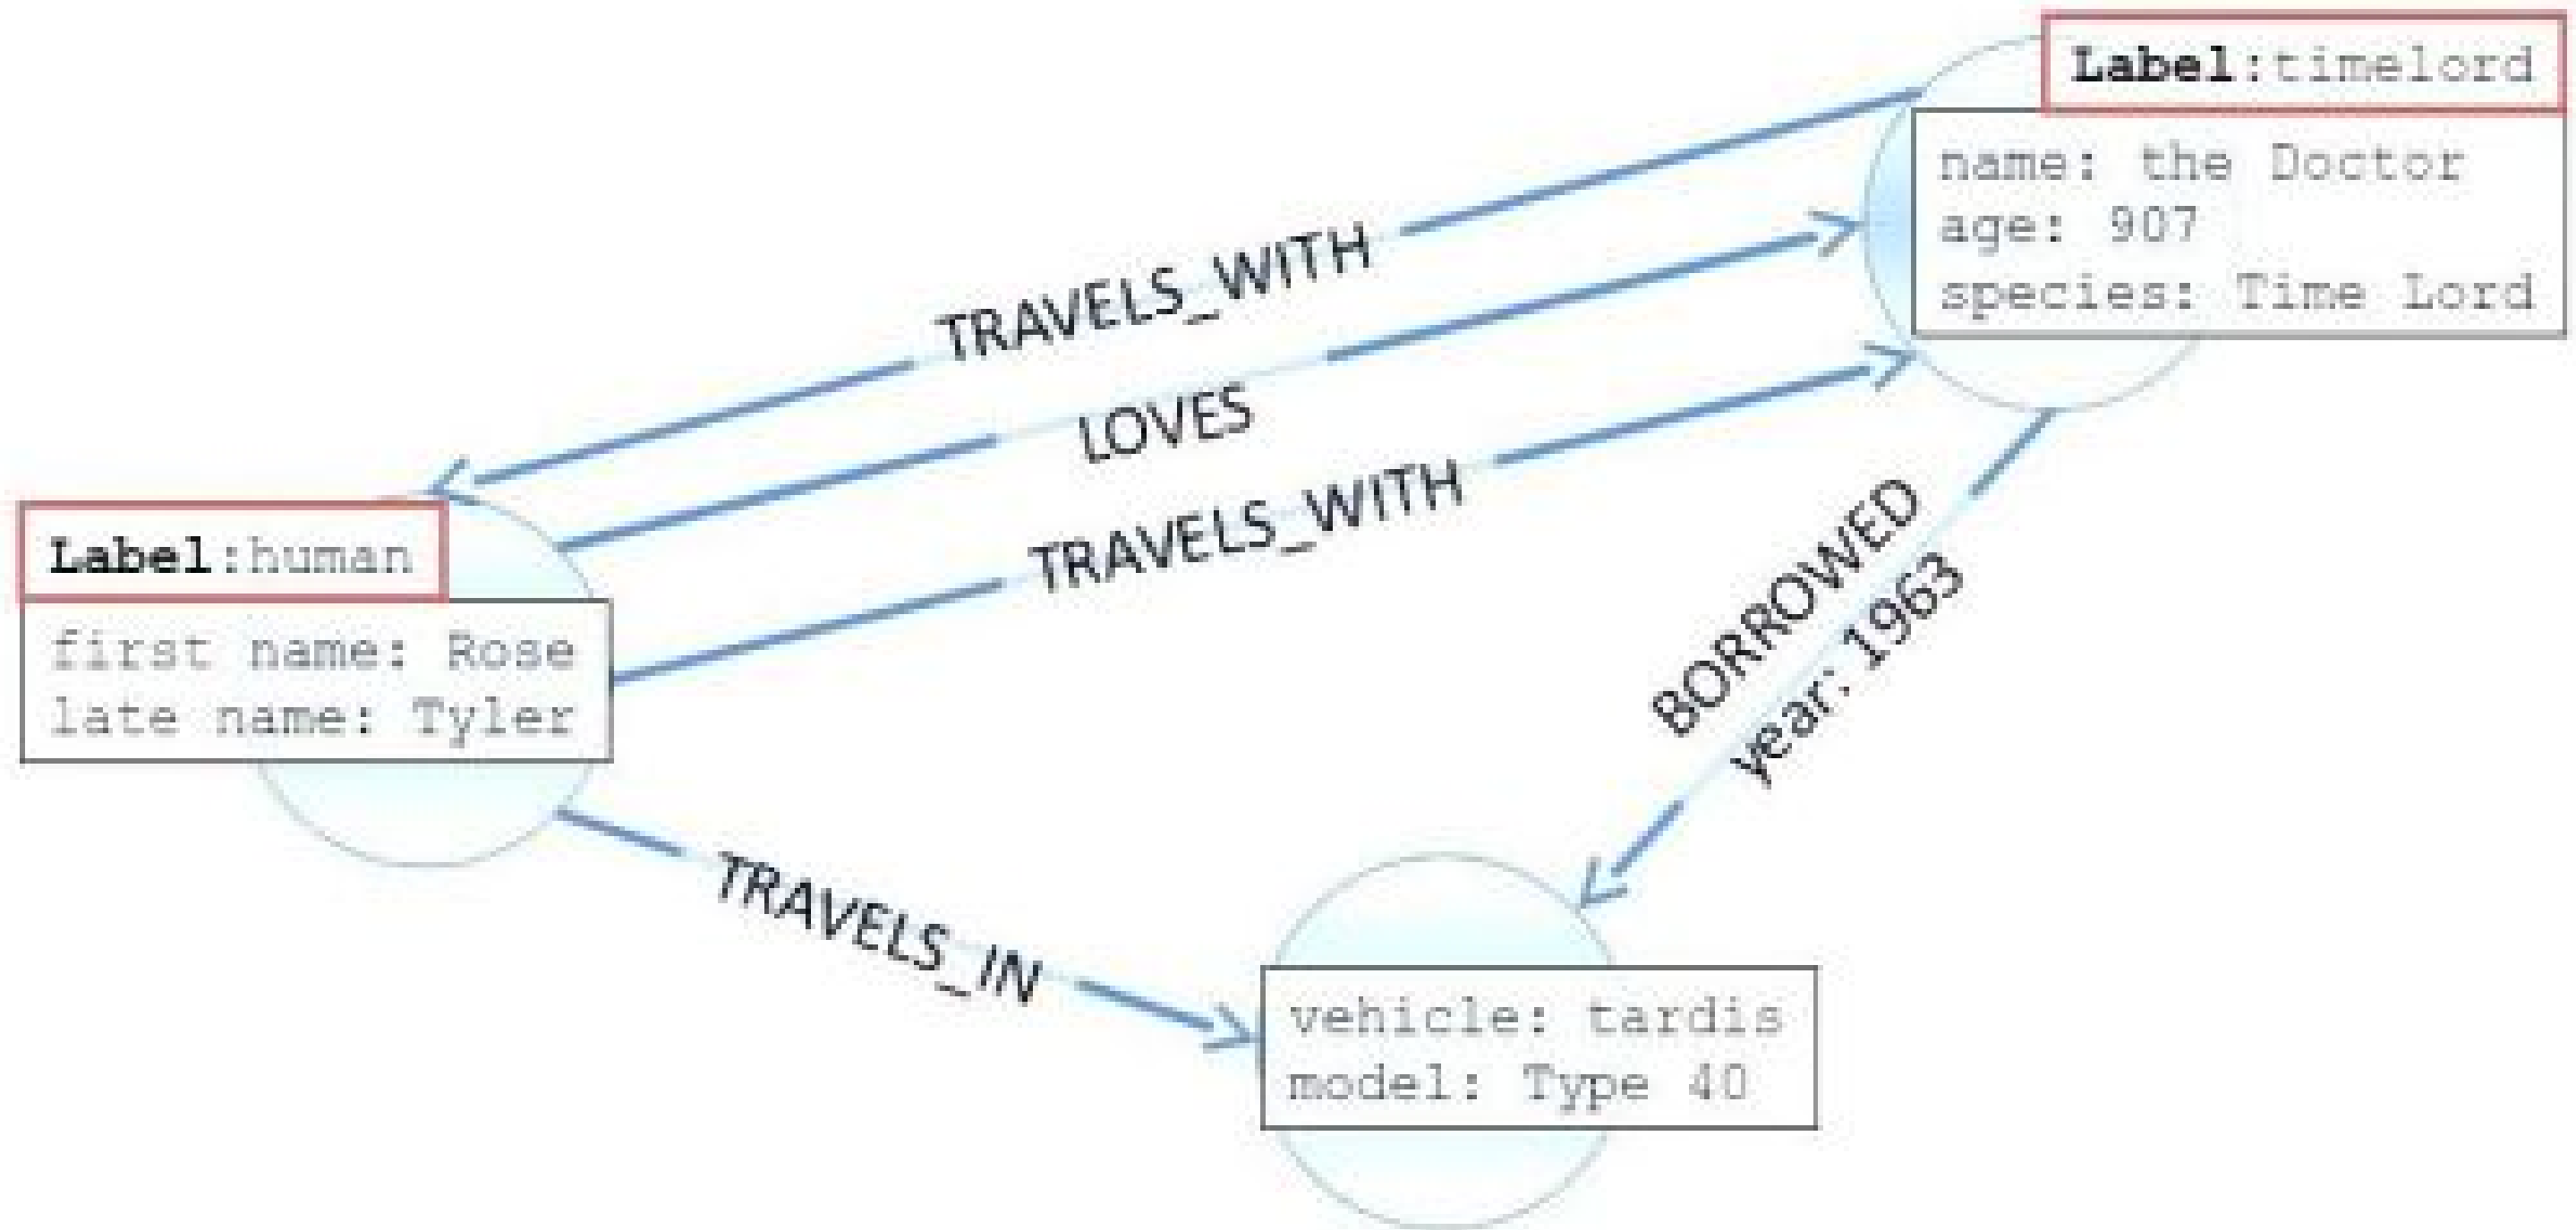 Label:timelord
name: the Doctor
age: 907
species: Time Lord
TRAVELS_WITH
LOVES
TRAVELS_WITH
BORROWED
year: 1963
Label:human
first name: Rose
late name: Tyler
TRAVELS_IN
vehicle: tardis
model: Type 40